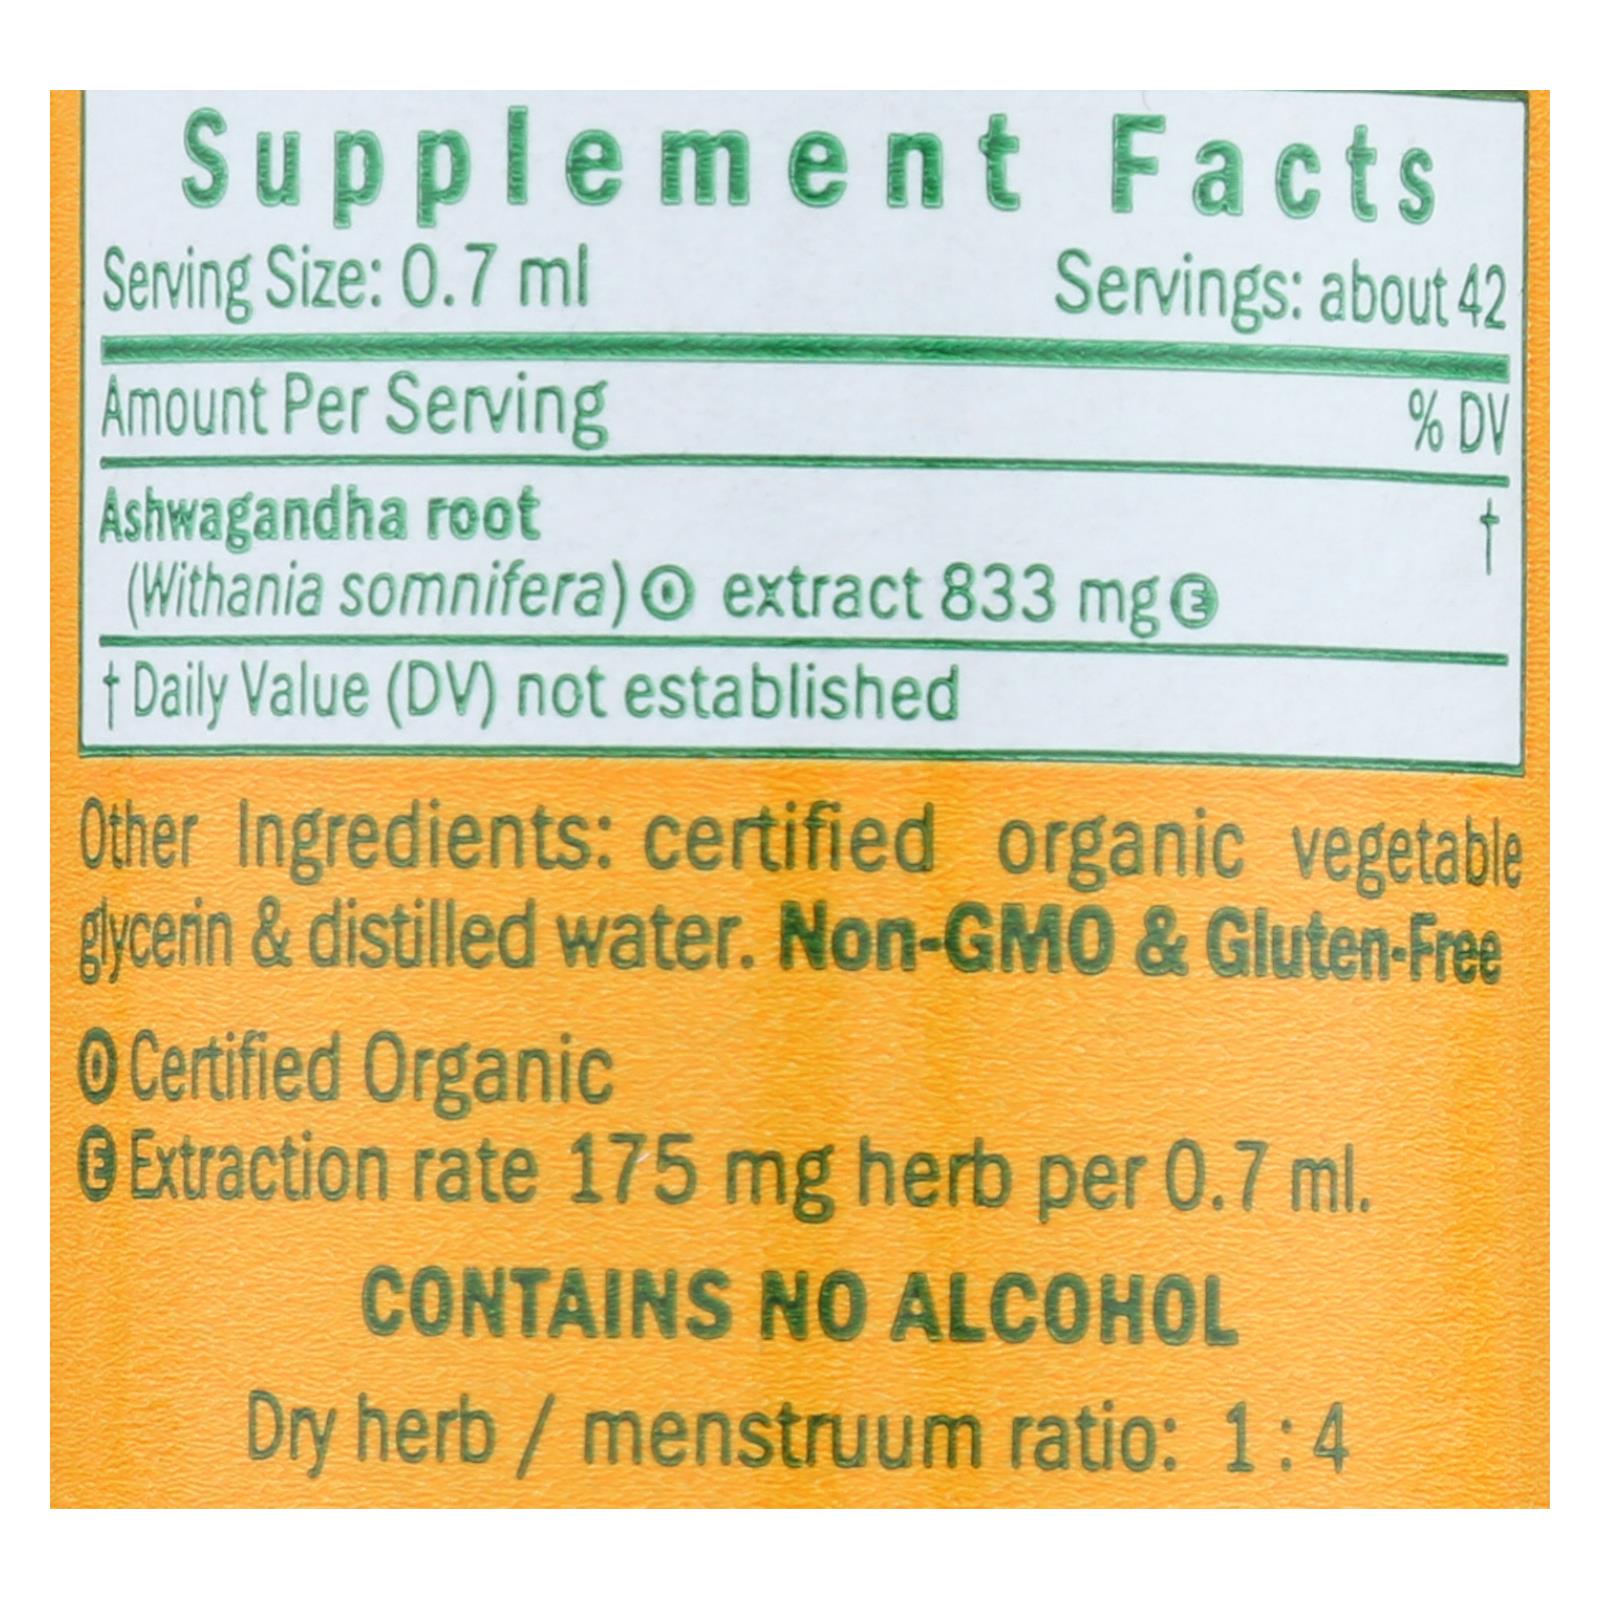 Supplement Facts
Serving Size: 0.7 ml Servings: about 42
Amount Per Serving % DV
Ashwagandha root †
(Withania somnifera) extract 833 mg Ⓔ
† Daily Value (DV) not established
Other Ingredients: certified organic vegetable
glycerin & distilled water. Non-GMO & Gluten-Free
Certified Organic
Ⓔ Extraction rate 175 mg herb per 0.7 ml.
CONTAINS NO ALCOHOL
Dry herb / menstruum ratio: 1 : 4